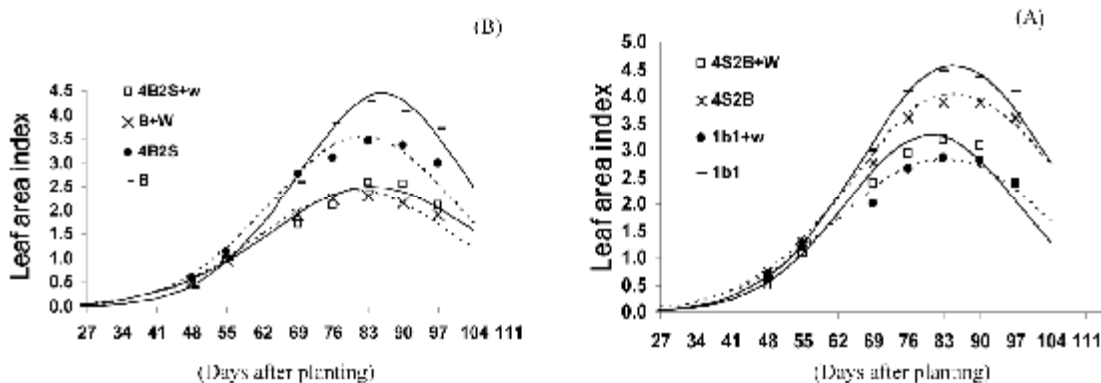 (B)
Leaf area index
4.5
4.0
3.5
3.0
2.5
2.0
1.5
1.0
0.5
0.0
4B2S+w
B+W
4B2S
B
27 34 41 48 55 62 69 76 83 90 97 104 111
(Days after planting)
(A)
Leaf area index
5.0
4.5
4.0
3.5
3.0
2.5
2.0
1.5
1.0
0.5
0.0
4S2B+W
4S2B
1b1+w
1b1
27 34 41 48 55 62 69 76 83 90 97 104 111
(Days after planting)